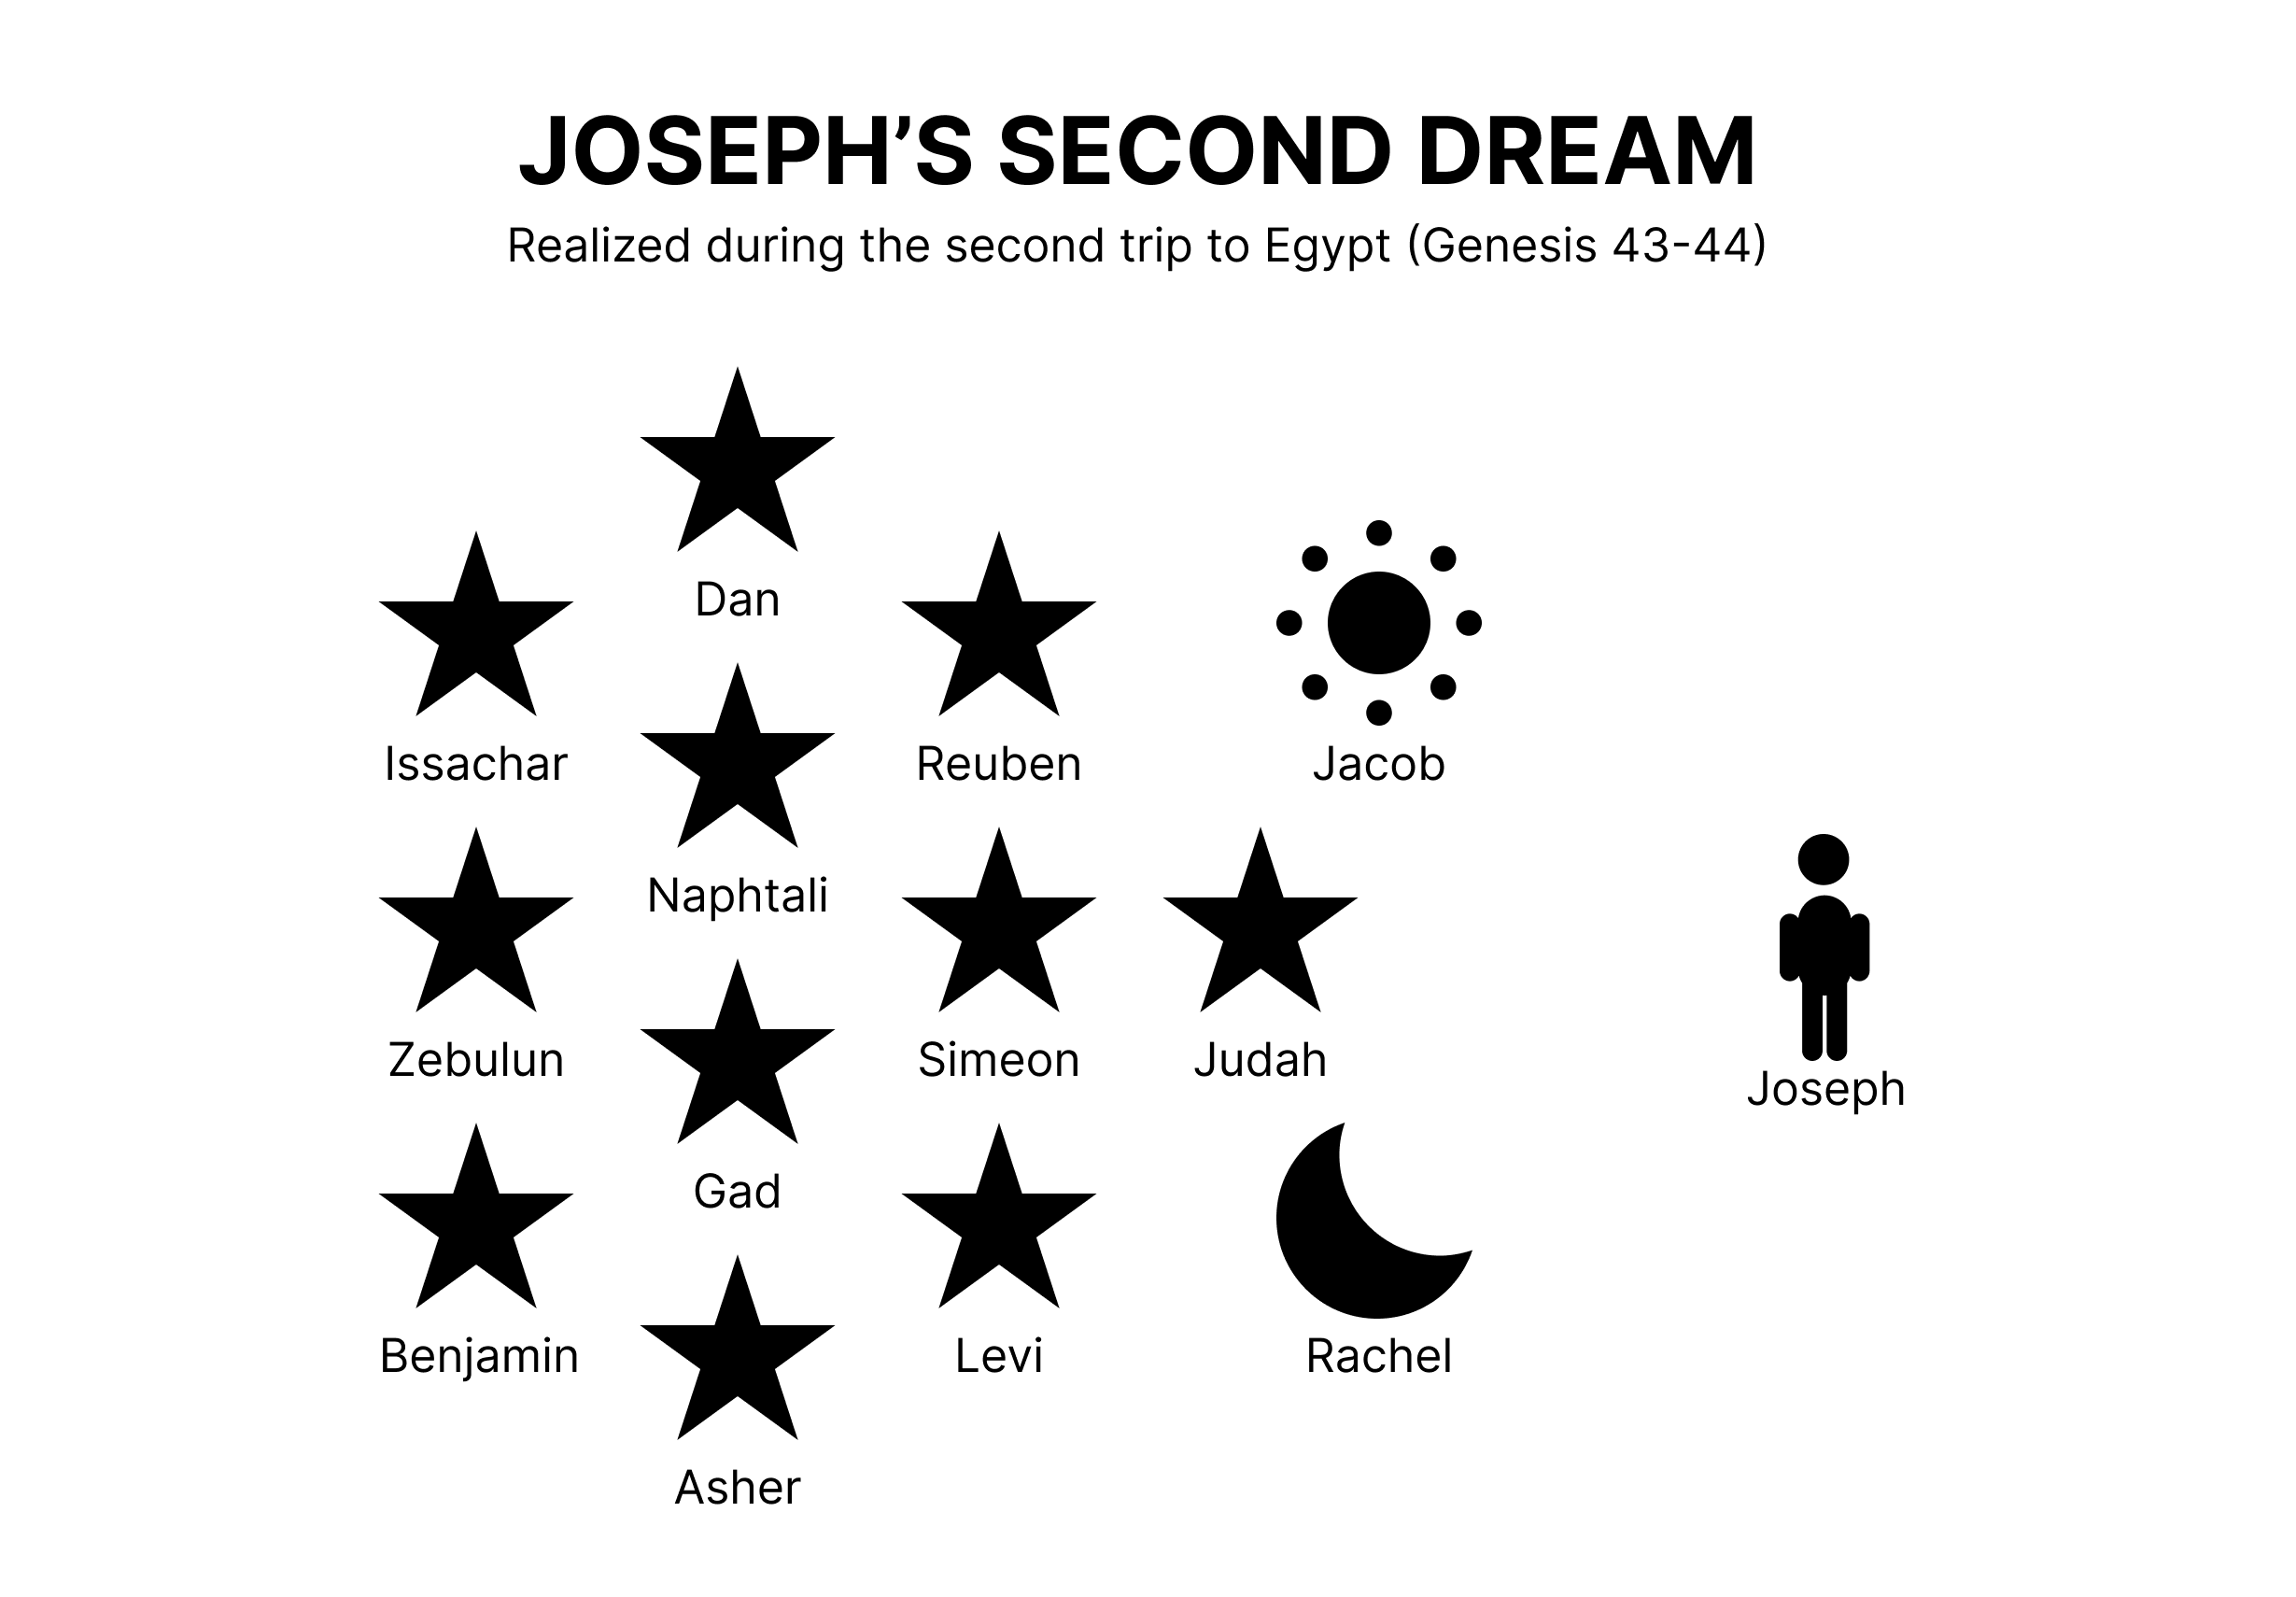 JOSEPH’S SECOND DREAM
Realized during the second trip to Egypt (Genesis 43-44)
Dan
Issachar
Reuben
Jacob
Naphtali
Zebulun
Simeon
Judah
Joseph
Gad
Benjamin
Levi
Rachel
Asher